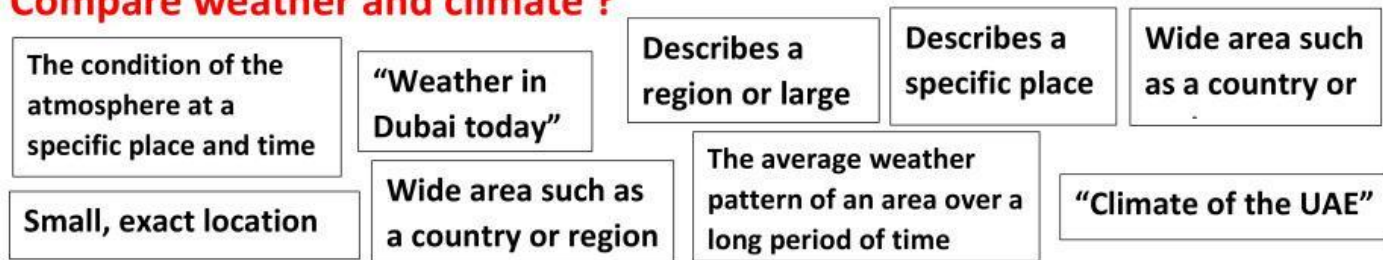 Compare weather and climate ?
The condition of the
atmosphere at a
specific place and time
“Weather in
Dubai today”
Describes a
region or large
Describes a
specific place
Wide area such
as a country or
Small, exact location
Wide area such as
a country or region
The average weather
pattern of an area over a
long period of time
“Climate of the UAE”